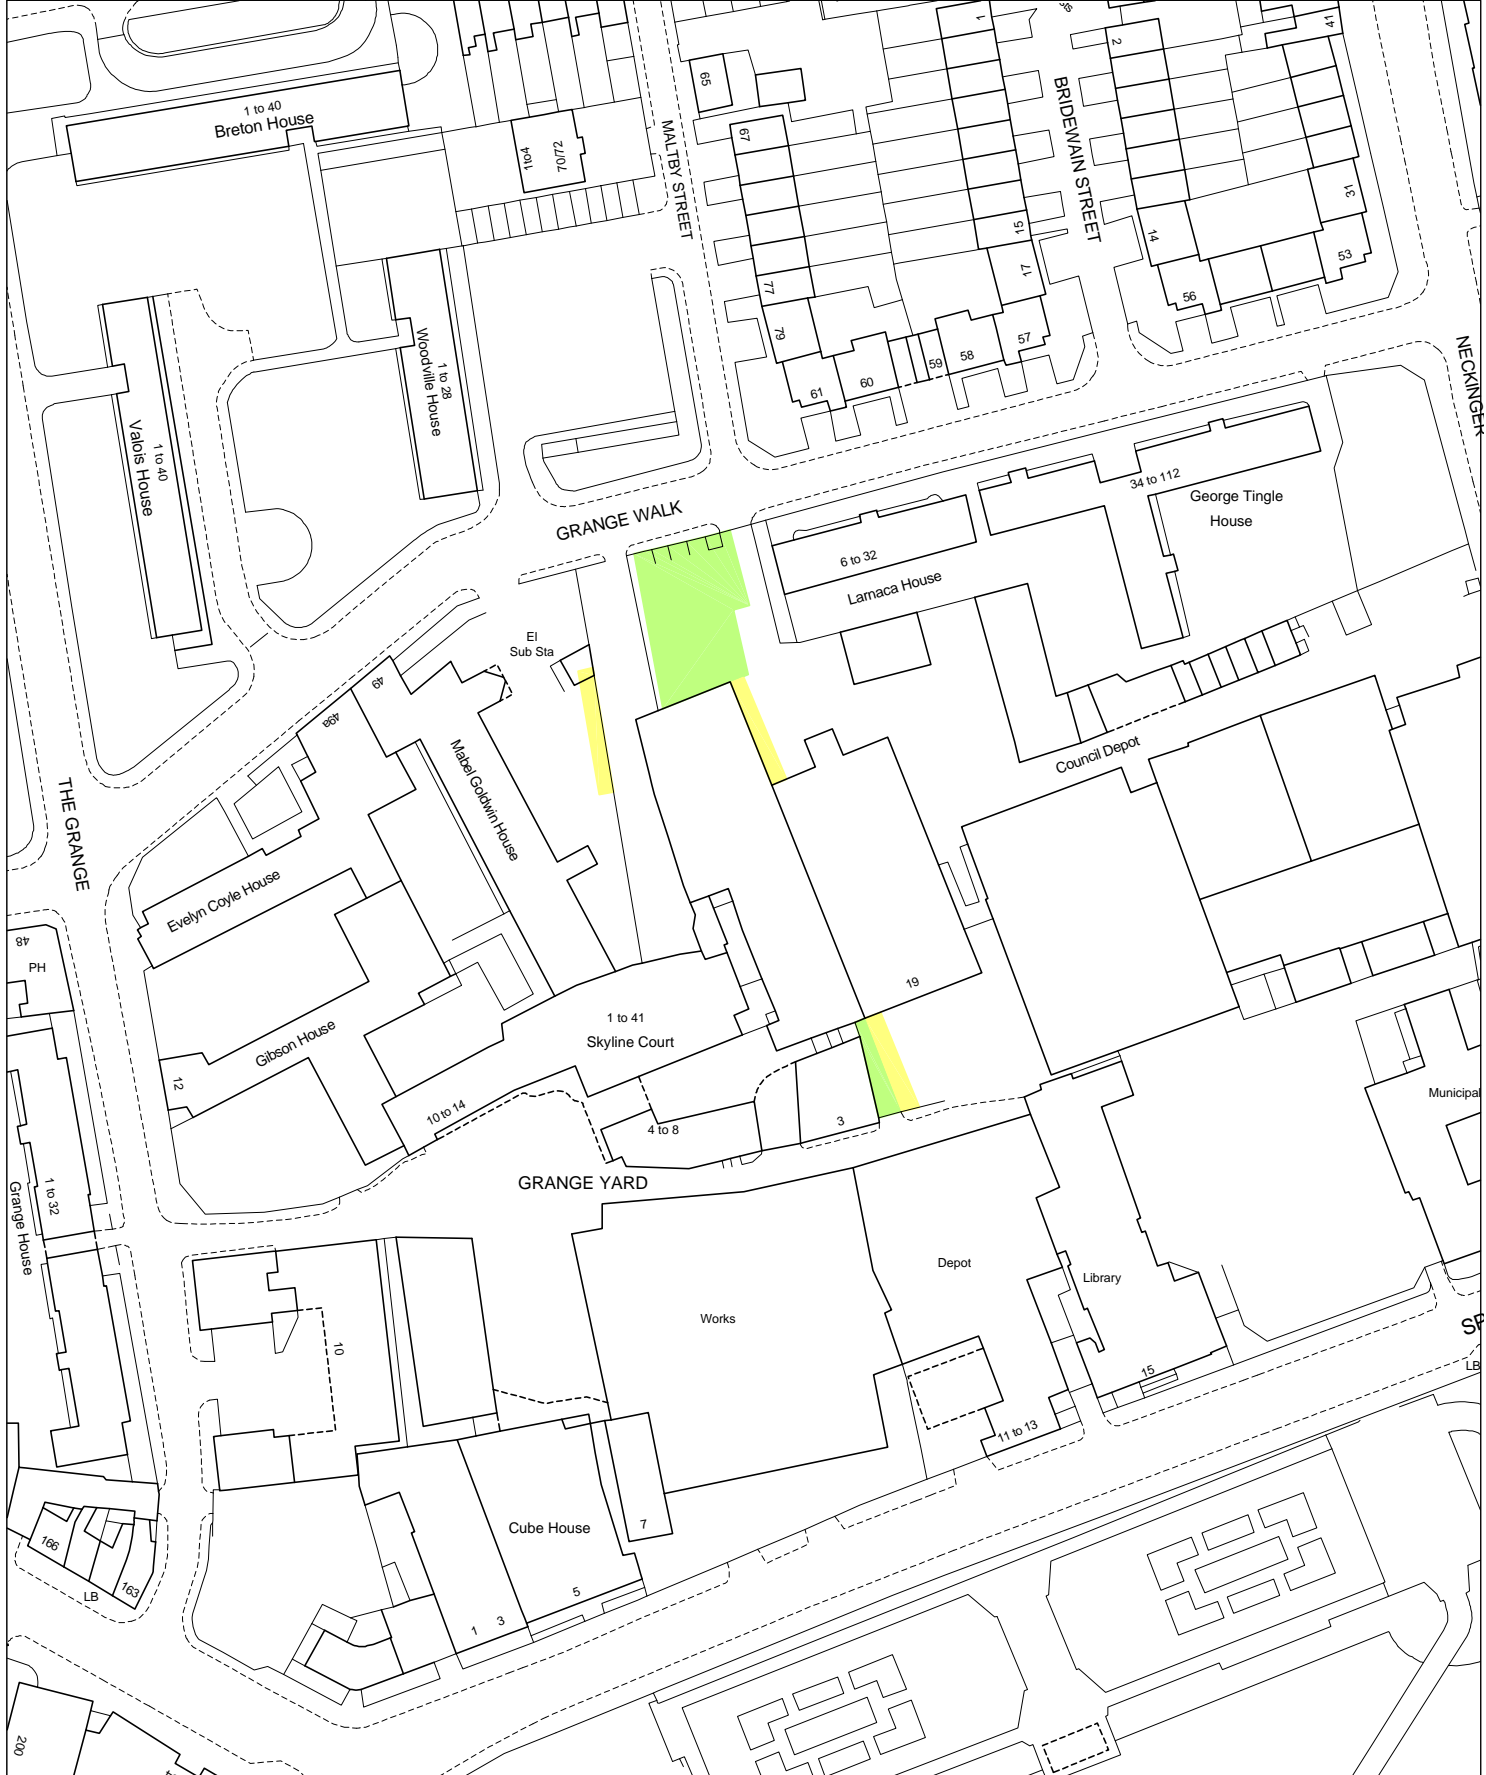 1
2
41
65
1 to 40
Breton House
67
1to4
70/72
MALTBY STREET
BRIDEWAIN STREET
31
15
14
17
53
77
56
79
57
59
58
60
61
NECKINGER
1 to 28
Woodville House
1 to 40
Valois House
34 to 112
George Tingle
House
GRANGE WALK
6 to 32
Larnaca House
El
Sub Sta
49
49a
Mabel Goldwin House
Council Depot
THE GRANGE
Evelyn Coyle House
48
PH
19
1 to 41
Skyline Court
Gibson House
12
10 to 14
4 to 8
3
Municipal
GRANGE YARD
1 to 32
Grange House
Depot
Library
Works
10
SP
LB
15
11 to 13
Cube House
7
166
163
LB
5
3
1
200